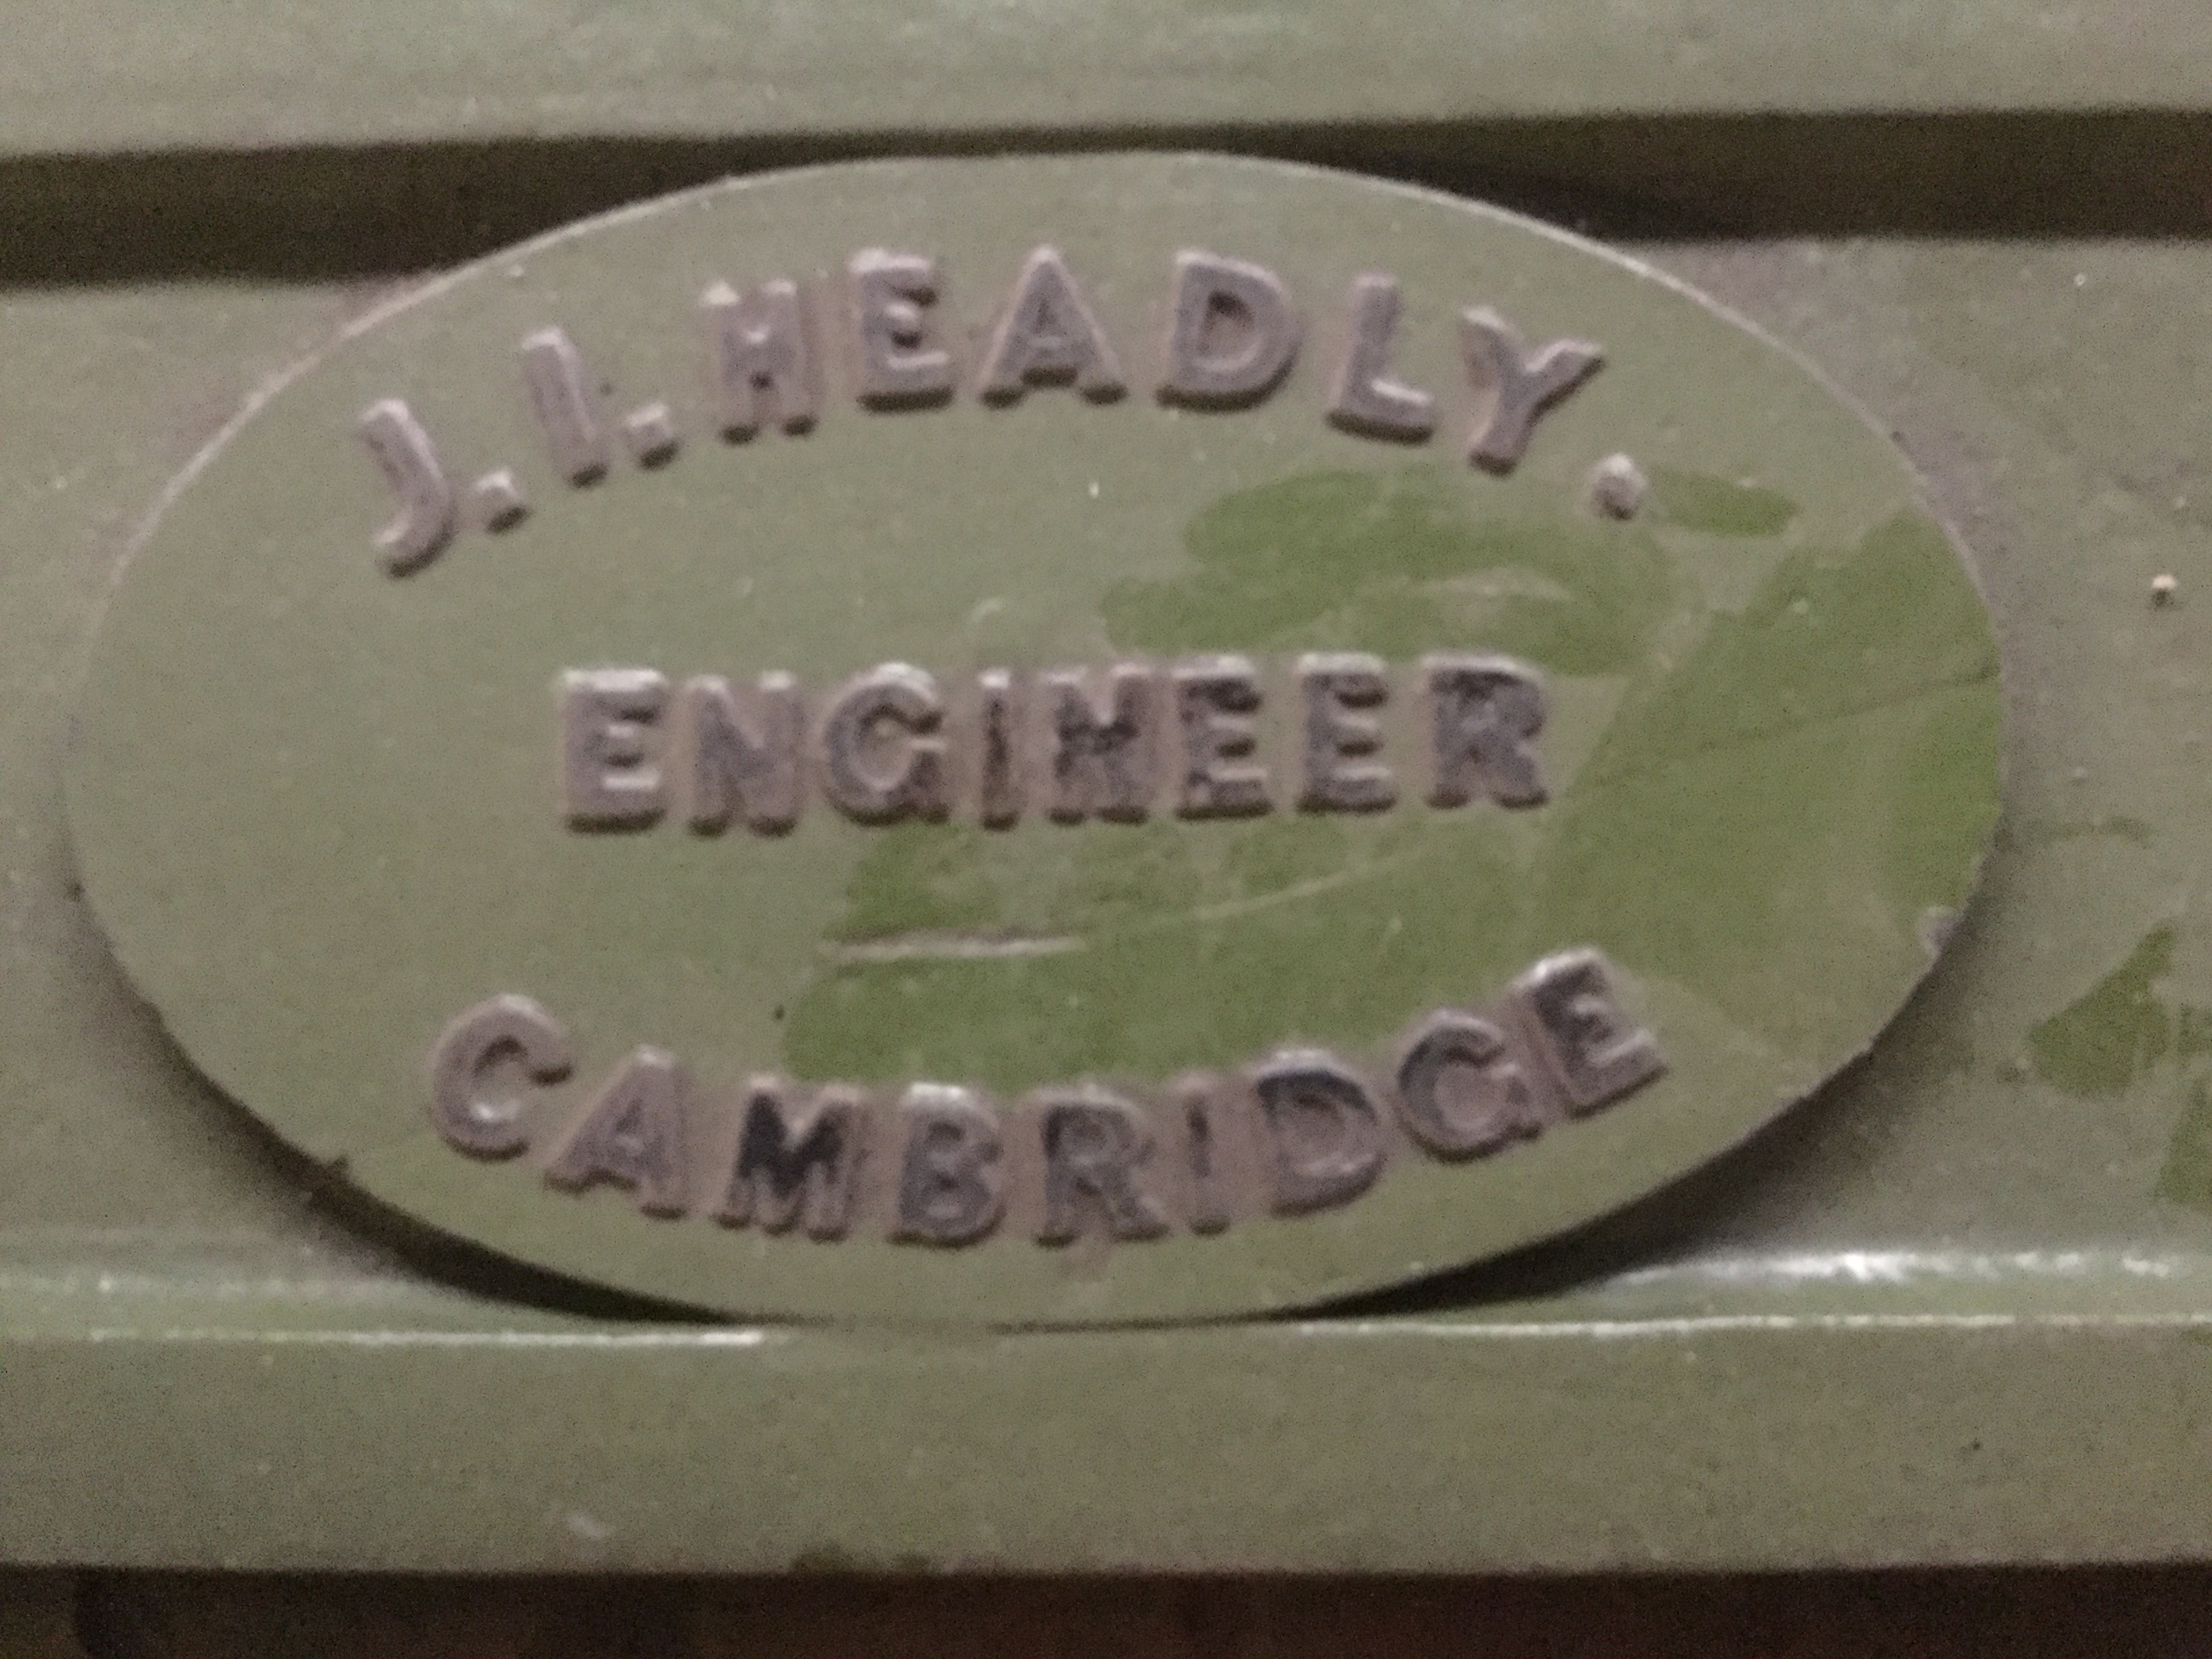 J. I. HEADLY.
ENGINEER
CAMBRIDGE